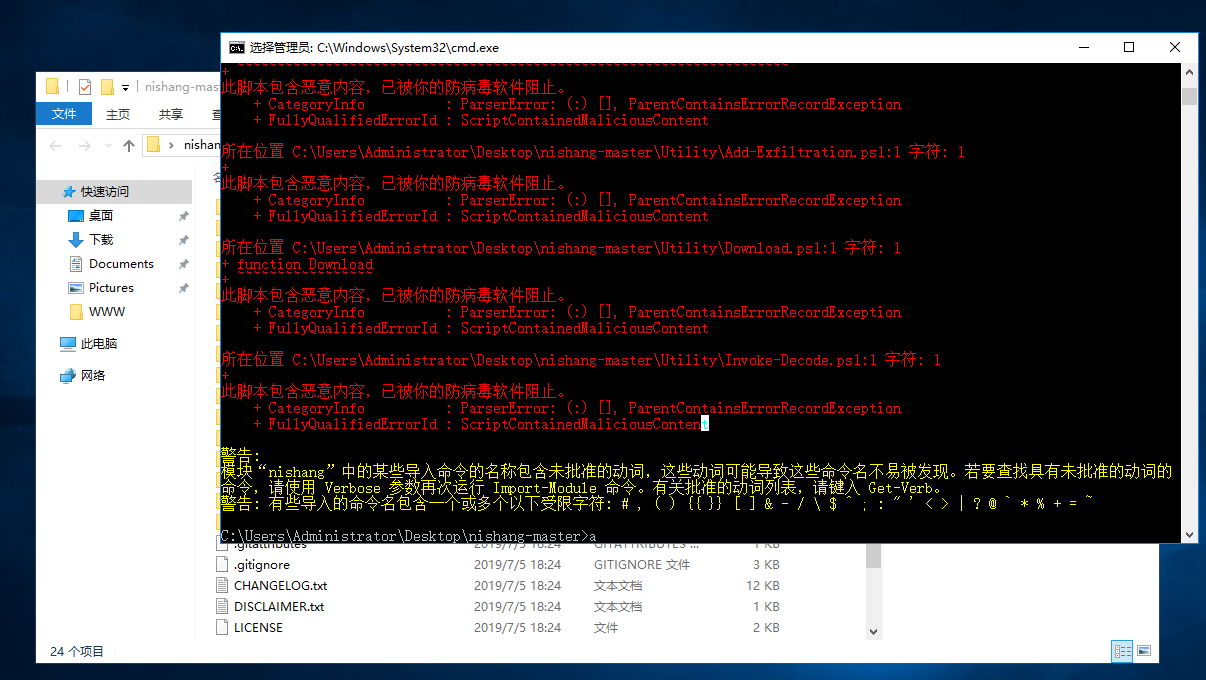 选择管理员: C:\Windows\System32\cmd.exe
nishang-mas
文件 主页 共享 查
nishan
快速访问
桌面
下载
Documents
Pictures
WWW
此电脑
网络
+ ~~~~~~~~~~~~~~~~~~~~~~~~~~~~~~~~~~~~~~~~~~~~~~~~~~~~~~~~~~~~~~~~~~~~~
此脚本包含恶意内容，已被你的防病毒软件阻止。
+ CategoryInfo : ParserError: (:) [], ParentContainsErrorRecordException
+ FullyQualifiedErrorId : ScriptContainedMaliciousContent
所在位置 C:\Users\Administrator\Desktop\nishang-master\Utility\Add-Exfiltration.ps1:1 字符: 1
+
此脚本包含恶意内容，已被你的防病毒软件阻止。
+ CategoryInfo : ParserError: (:) [], ParentContainsErrorRecordException
+ FullyQualifiedErrorId : ScriptContainedMaliciousContent
所在位置 C:\Users\Administrator\Desktop\nishang-master\Utility\Download.ps1:1 字符: 1
+ function Download
+ ~~~~~~~~~~~~~~~~~
此脚本包含恶意内容，已被你的防病毒软件阻止。
+ CategoryInfo : ParserError: (:) [], ParentContainsErrorRecordException
+ FullyQualifiedErrorId : ScriptContainedMaliciousContent
所在位置 C:\Users\Administrator\Desktop\nishang-master\Utility\Invoke-Decode.ps1:1 字符: 1
+
此脚本包含恶意内容，已被你的防病毒软件阻止。
+ CategoryInfo : ParserError: (:) [], ParentContainsErrorRecordException
+ FullyQualifiedErrorId : ScriptContainedMaliciousContent
警告:
模块“nishang”中的某些导入命令的名称包含未批准的动词，这些动词可能导致这些命令名不易被发现。若要查找具有未批准的动词的
命令，请使用 Verbose 参数再次运行 Import-Module 命令。有关批准的动词列表，请键入 Get-Verb。
警告: 有些导入的命令名包含一个或多个以下受限字符: # , ( ) {{ }} [ ] & - / \ $ ^ ; : " ' < > | ? @ ` * % + = ~
C:\Users\Administrator\Desktop\nishang-master>a
.gitattributes 2019/7/5 18:24 GITATTRIBUTES ... 1 KB
.gitignore 2019/7/5 18:24 GITIGNORE 文件 3 KB
CHANGELOG.txt 2019/7/5 18:24 文本文档 12 KB
DISCLAIMER.txt 2019/7/5 18:24 文本文档 1 KB
LICENSE 2019/7/5 18:24 文件 2 KB
24 个项目